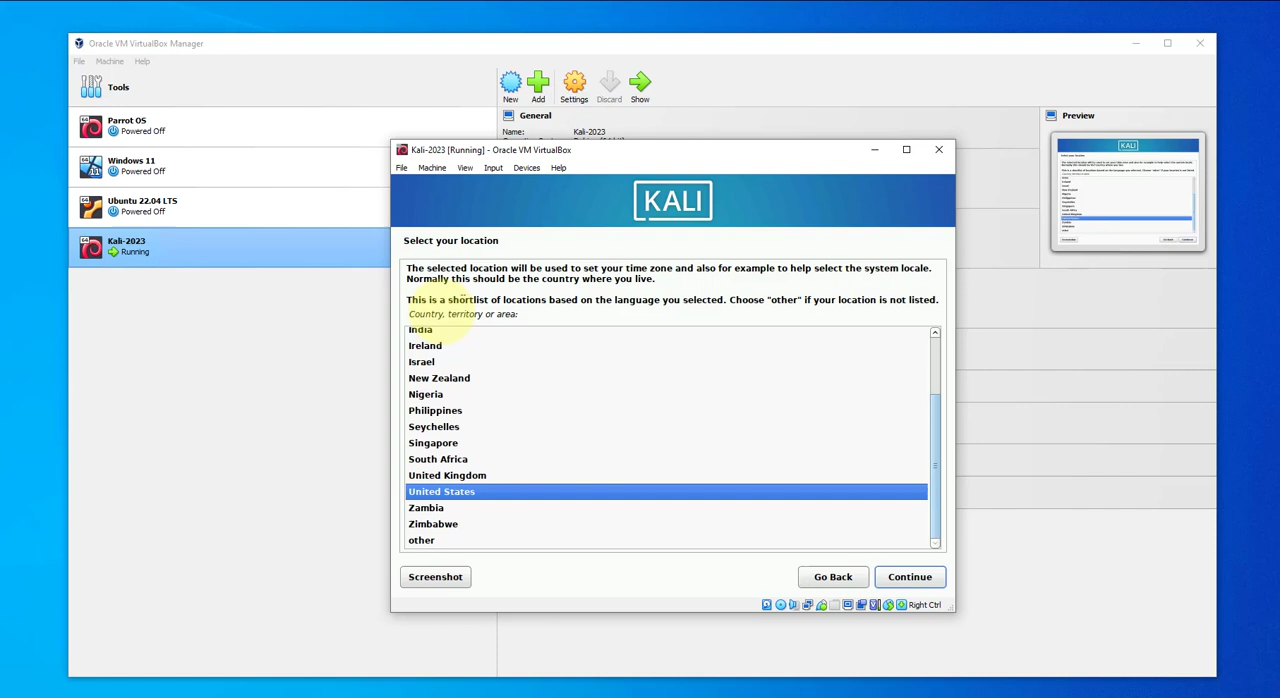 Oracle VM VirtualBox Manager
File Machine Help
Tools
New Add Settings Discard Show
Parrot OS
Powered Off
Windows 11
Powered Off
Ubuntu 22.04 LTS
Powered Off
Kali-2023
Running
General
Name: Kali-2023
Preview
Kali-2023 [Running] - Oracle VM VirtualBox
File Machine View Input Devices Help
KALI
Select your location
The selected location will be used to set your time zone and also for example to help select the system locale.
Normally this should be the country where you live.
This is a shortlist of locations based on the language you selected. Choose "other" if your location is not listed.
Country, territory or area:
India
Ireland
Israel
New Zealand
Nigeria
Philippines
Seychelles
Singapore
South Africa
United Kingdom
United States
Zambia
Zimbabwe
other
Screenshot Go Back Continue
Right Ctrl